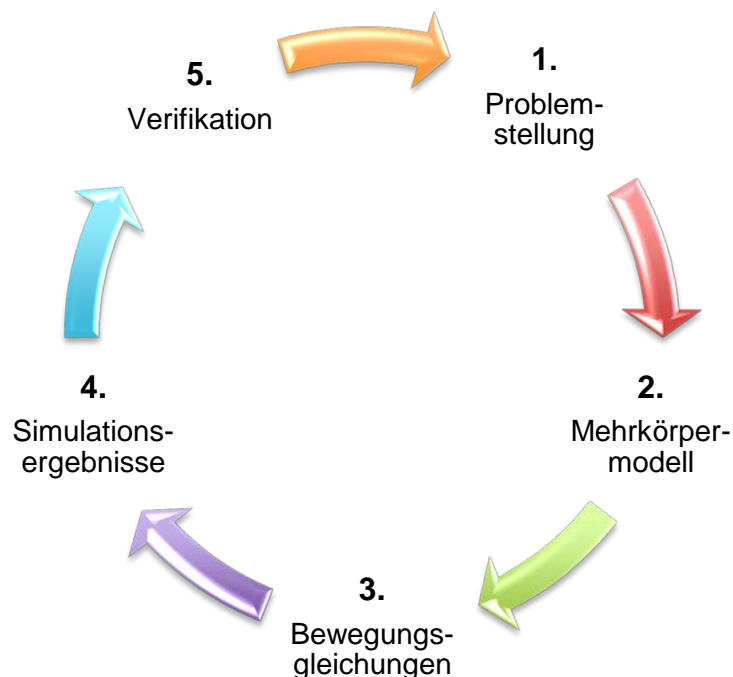 1.
Problem-
stellung
2.
Mehrkörper-
modell
3.
Bewegungs-
gleichungen
4.
Simulations-
ergebnisse
5.
Verifikation